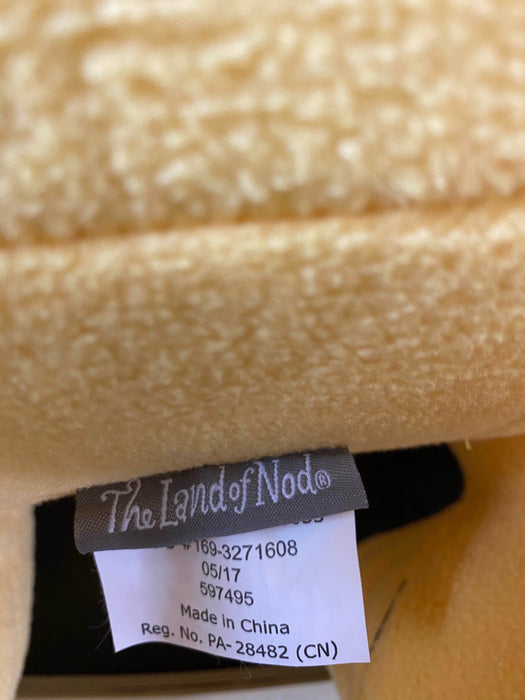 The Land of Nod®
#169-3271608
05/17
597495
Made in China
Reg. No. PA-28482 (CN)